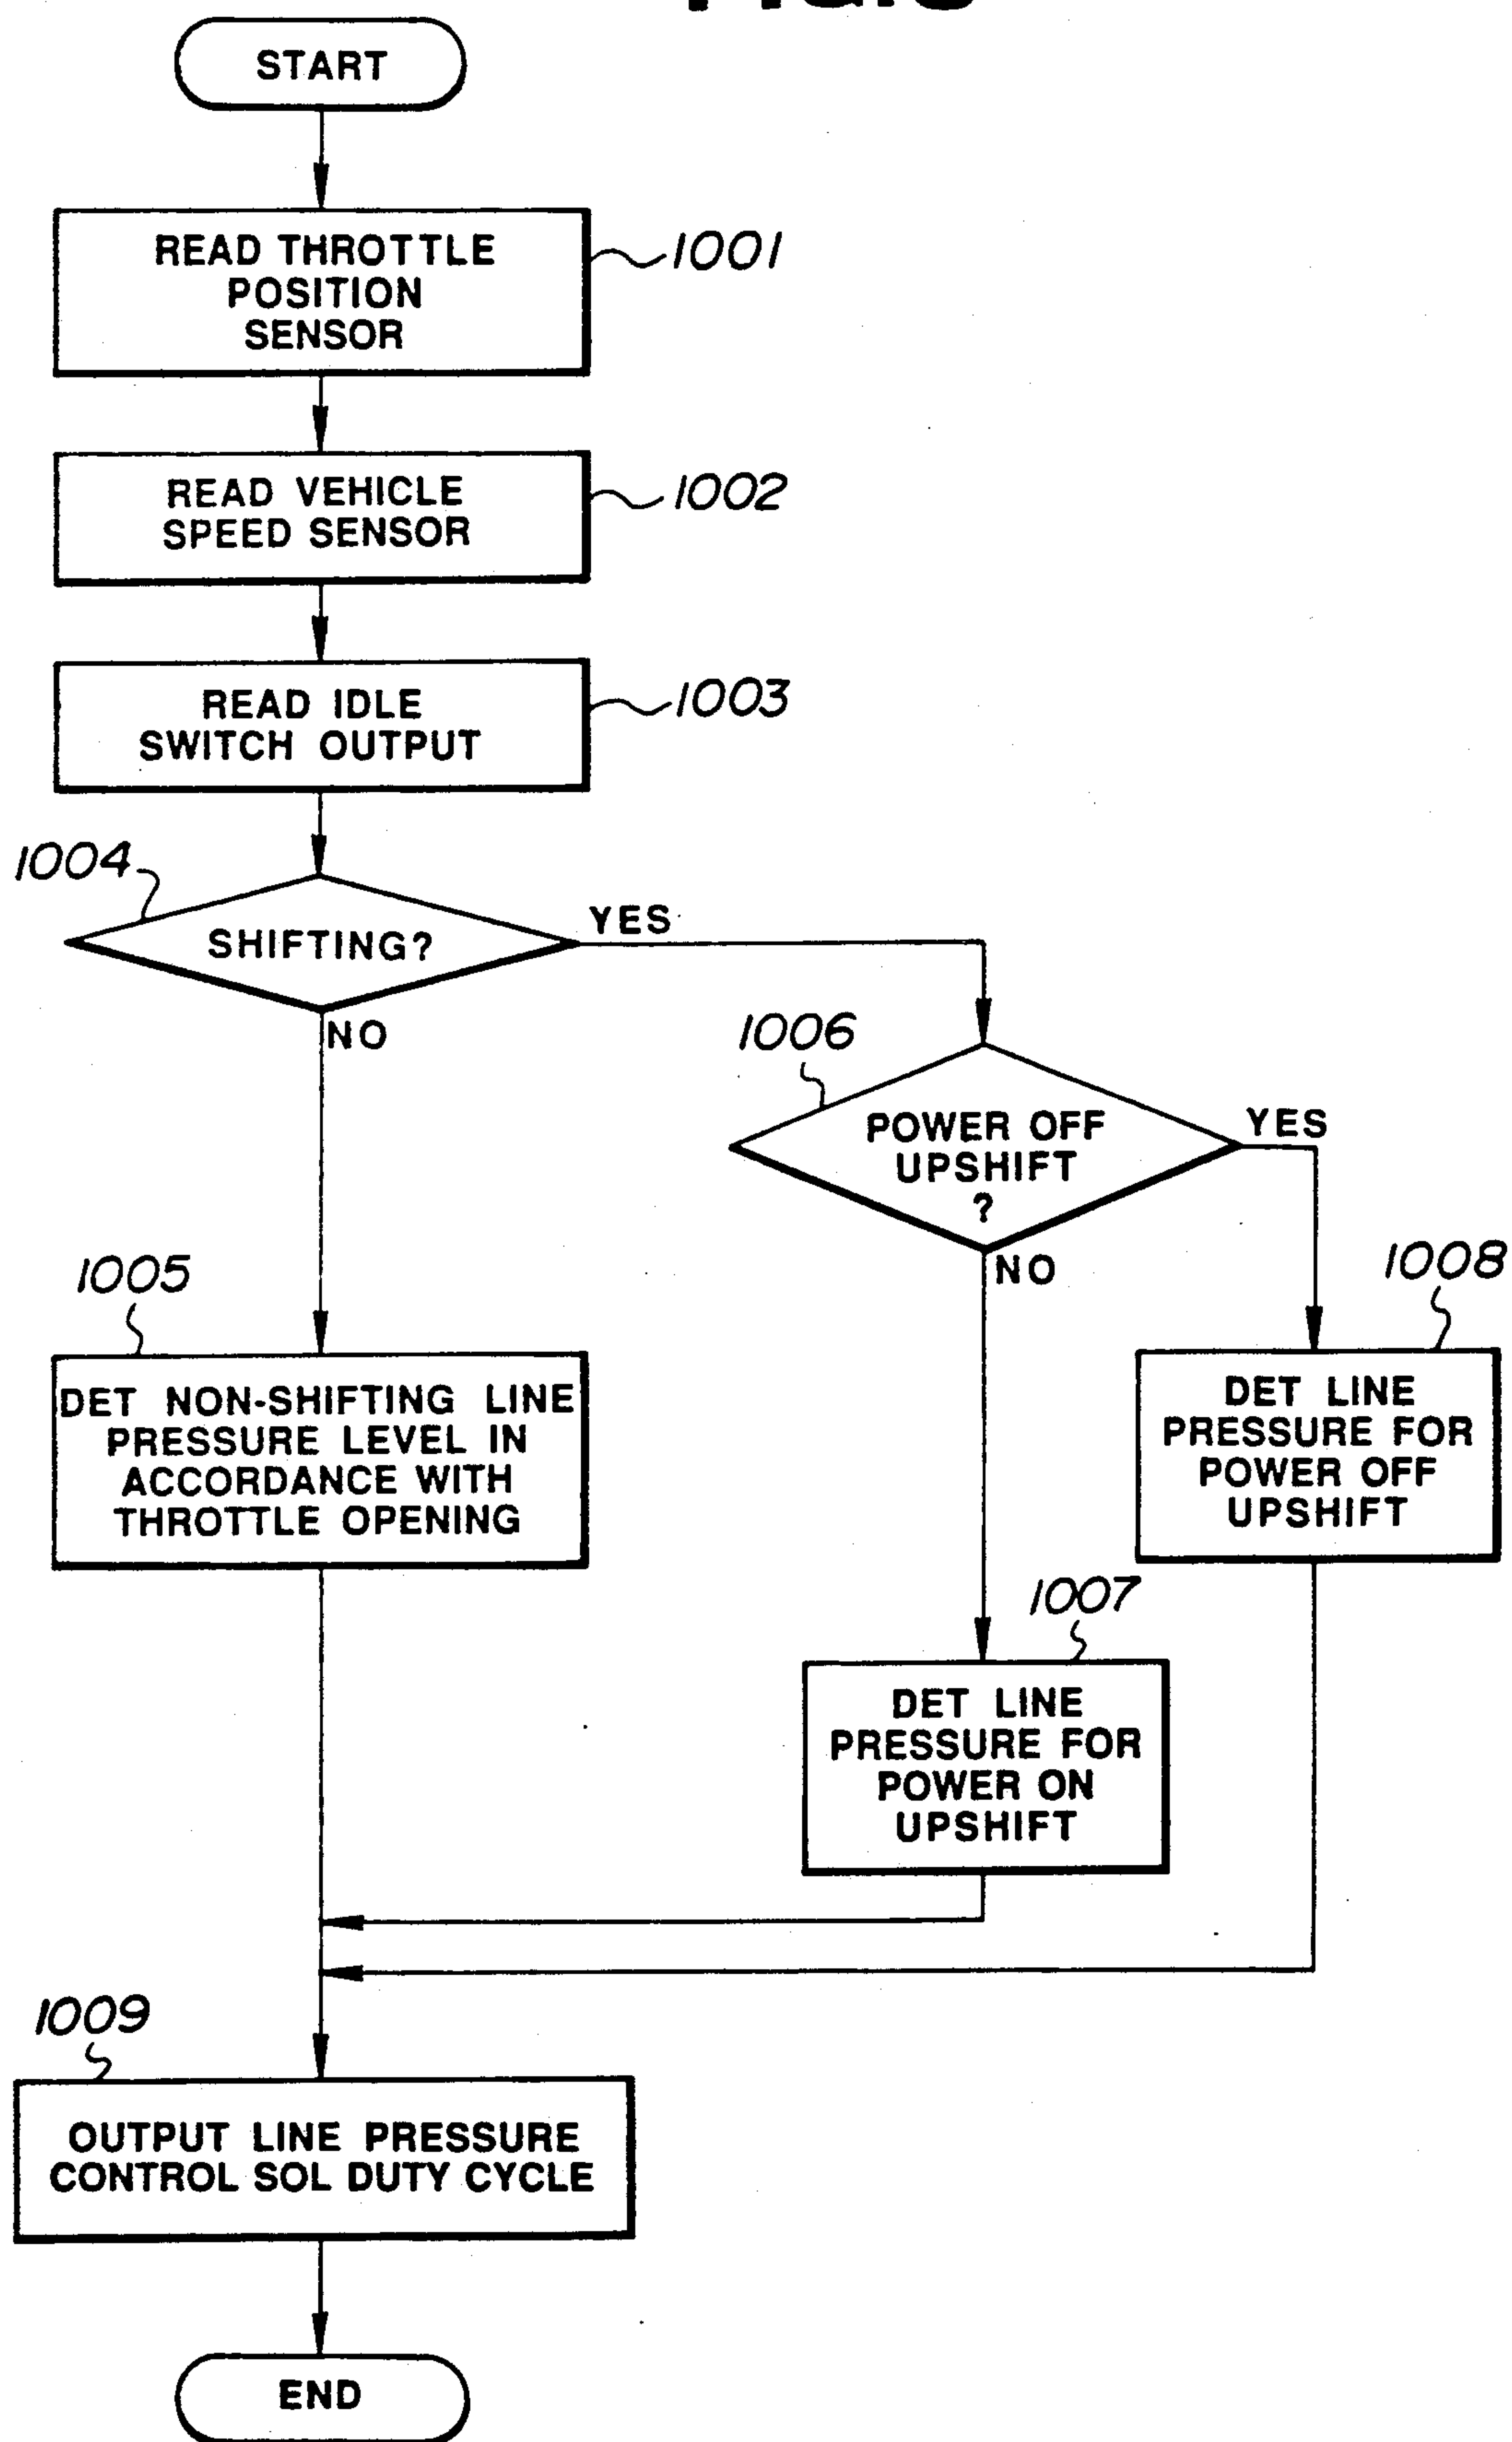 START
READ THROTTLE
POSITION
SENSOR
1001
READ VEHICLE
SPEED SENSOR
1002
READ IDLE
SWITCH OUTPUT
1003
1004
SHIFTING?
YES
NO
1006
POWER OFF
UPSHIFT
?
YES
NO
1005
DET NON-SHIFTING LINE
PRESSURE LEVEL IN
ACCORDANCE WITH
THROTTLE OPENING
1008
DET LINE
PRESSURE FOR
POWER OFF
UPSHIFT
1007
DET LINE
PRESSURE FOR
POWER ON
UPSHIFT
1009
OUTPUT LINE PRESSURE
CONTROL SOL DUTY CYCLE
END